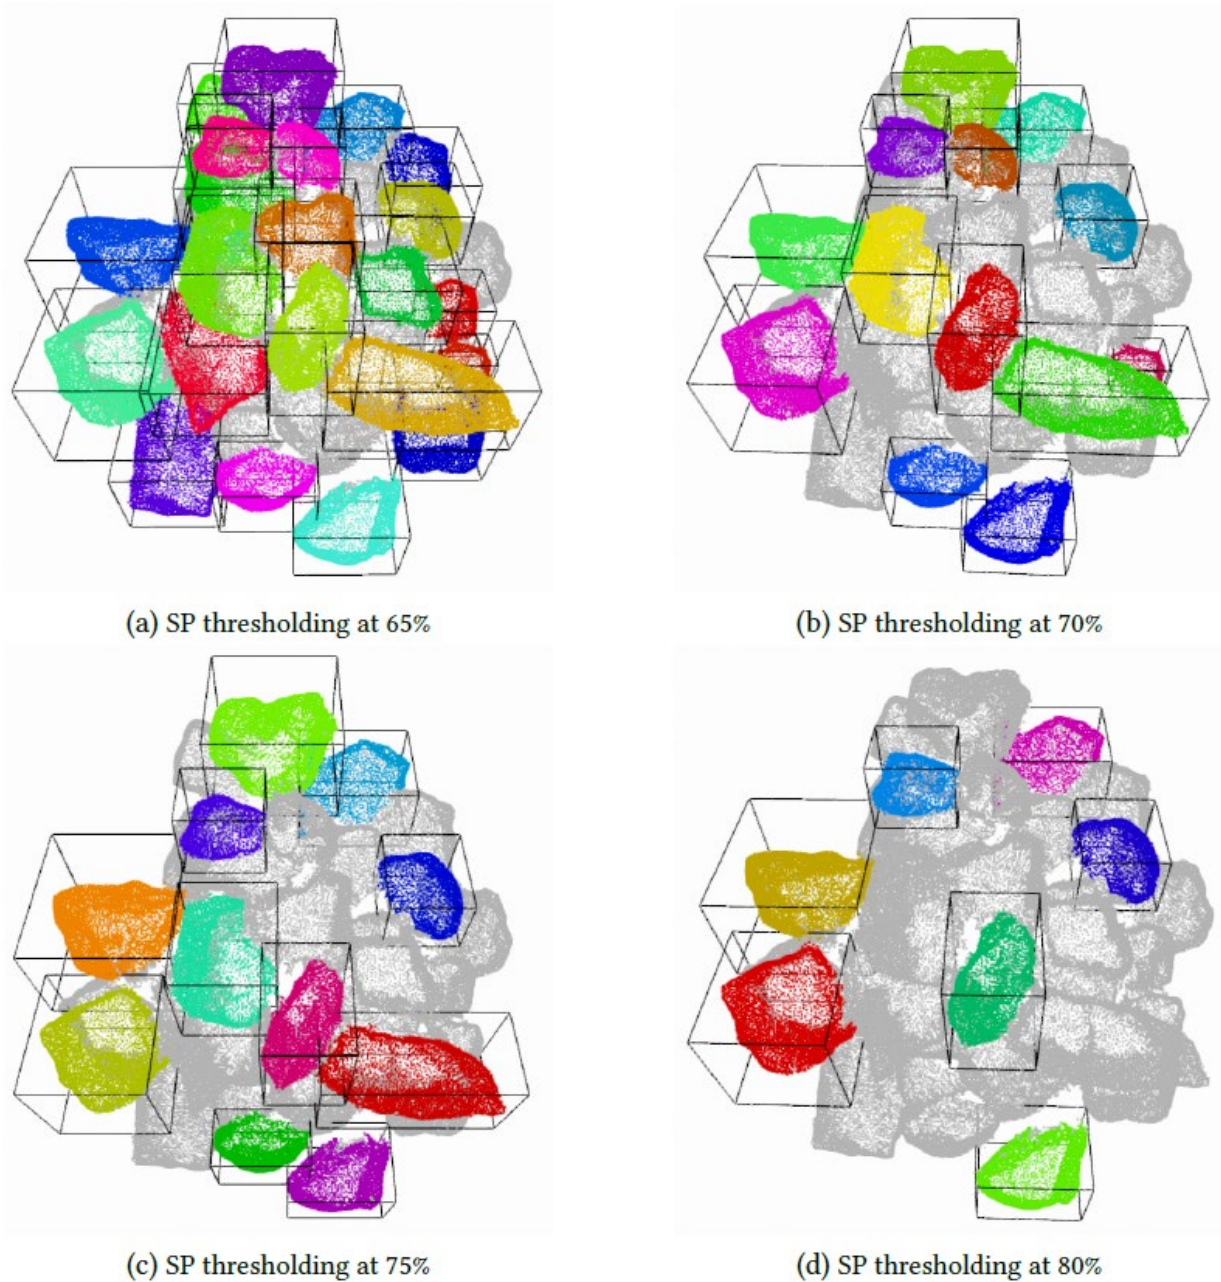 (a) SP thresholding at 65%
(b) SP thresholding at 70%
(c) SP thresholding at 75%
(d) SP thresholding at 80%